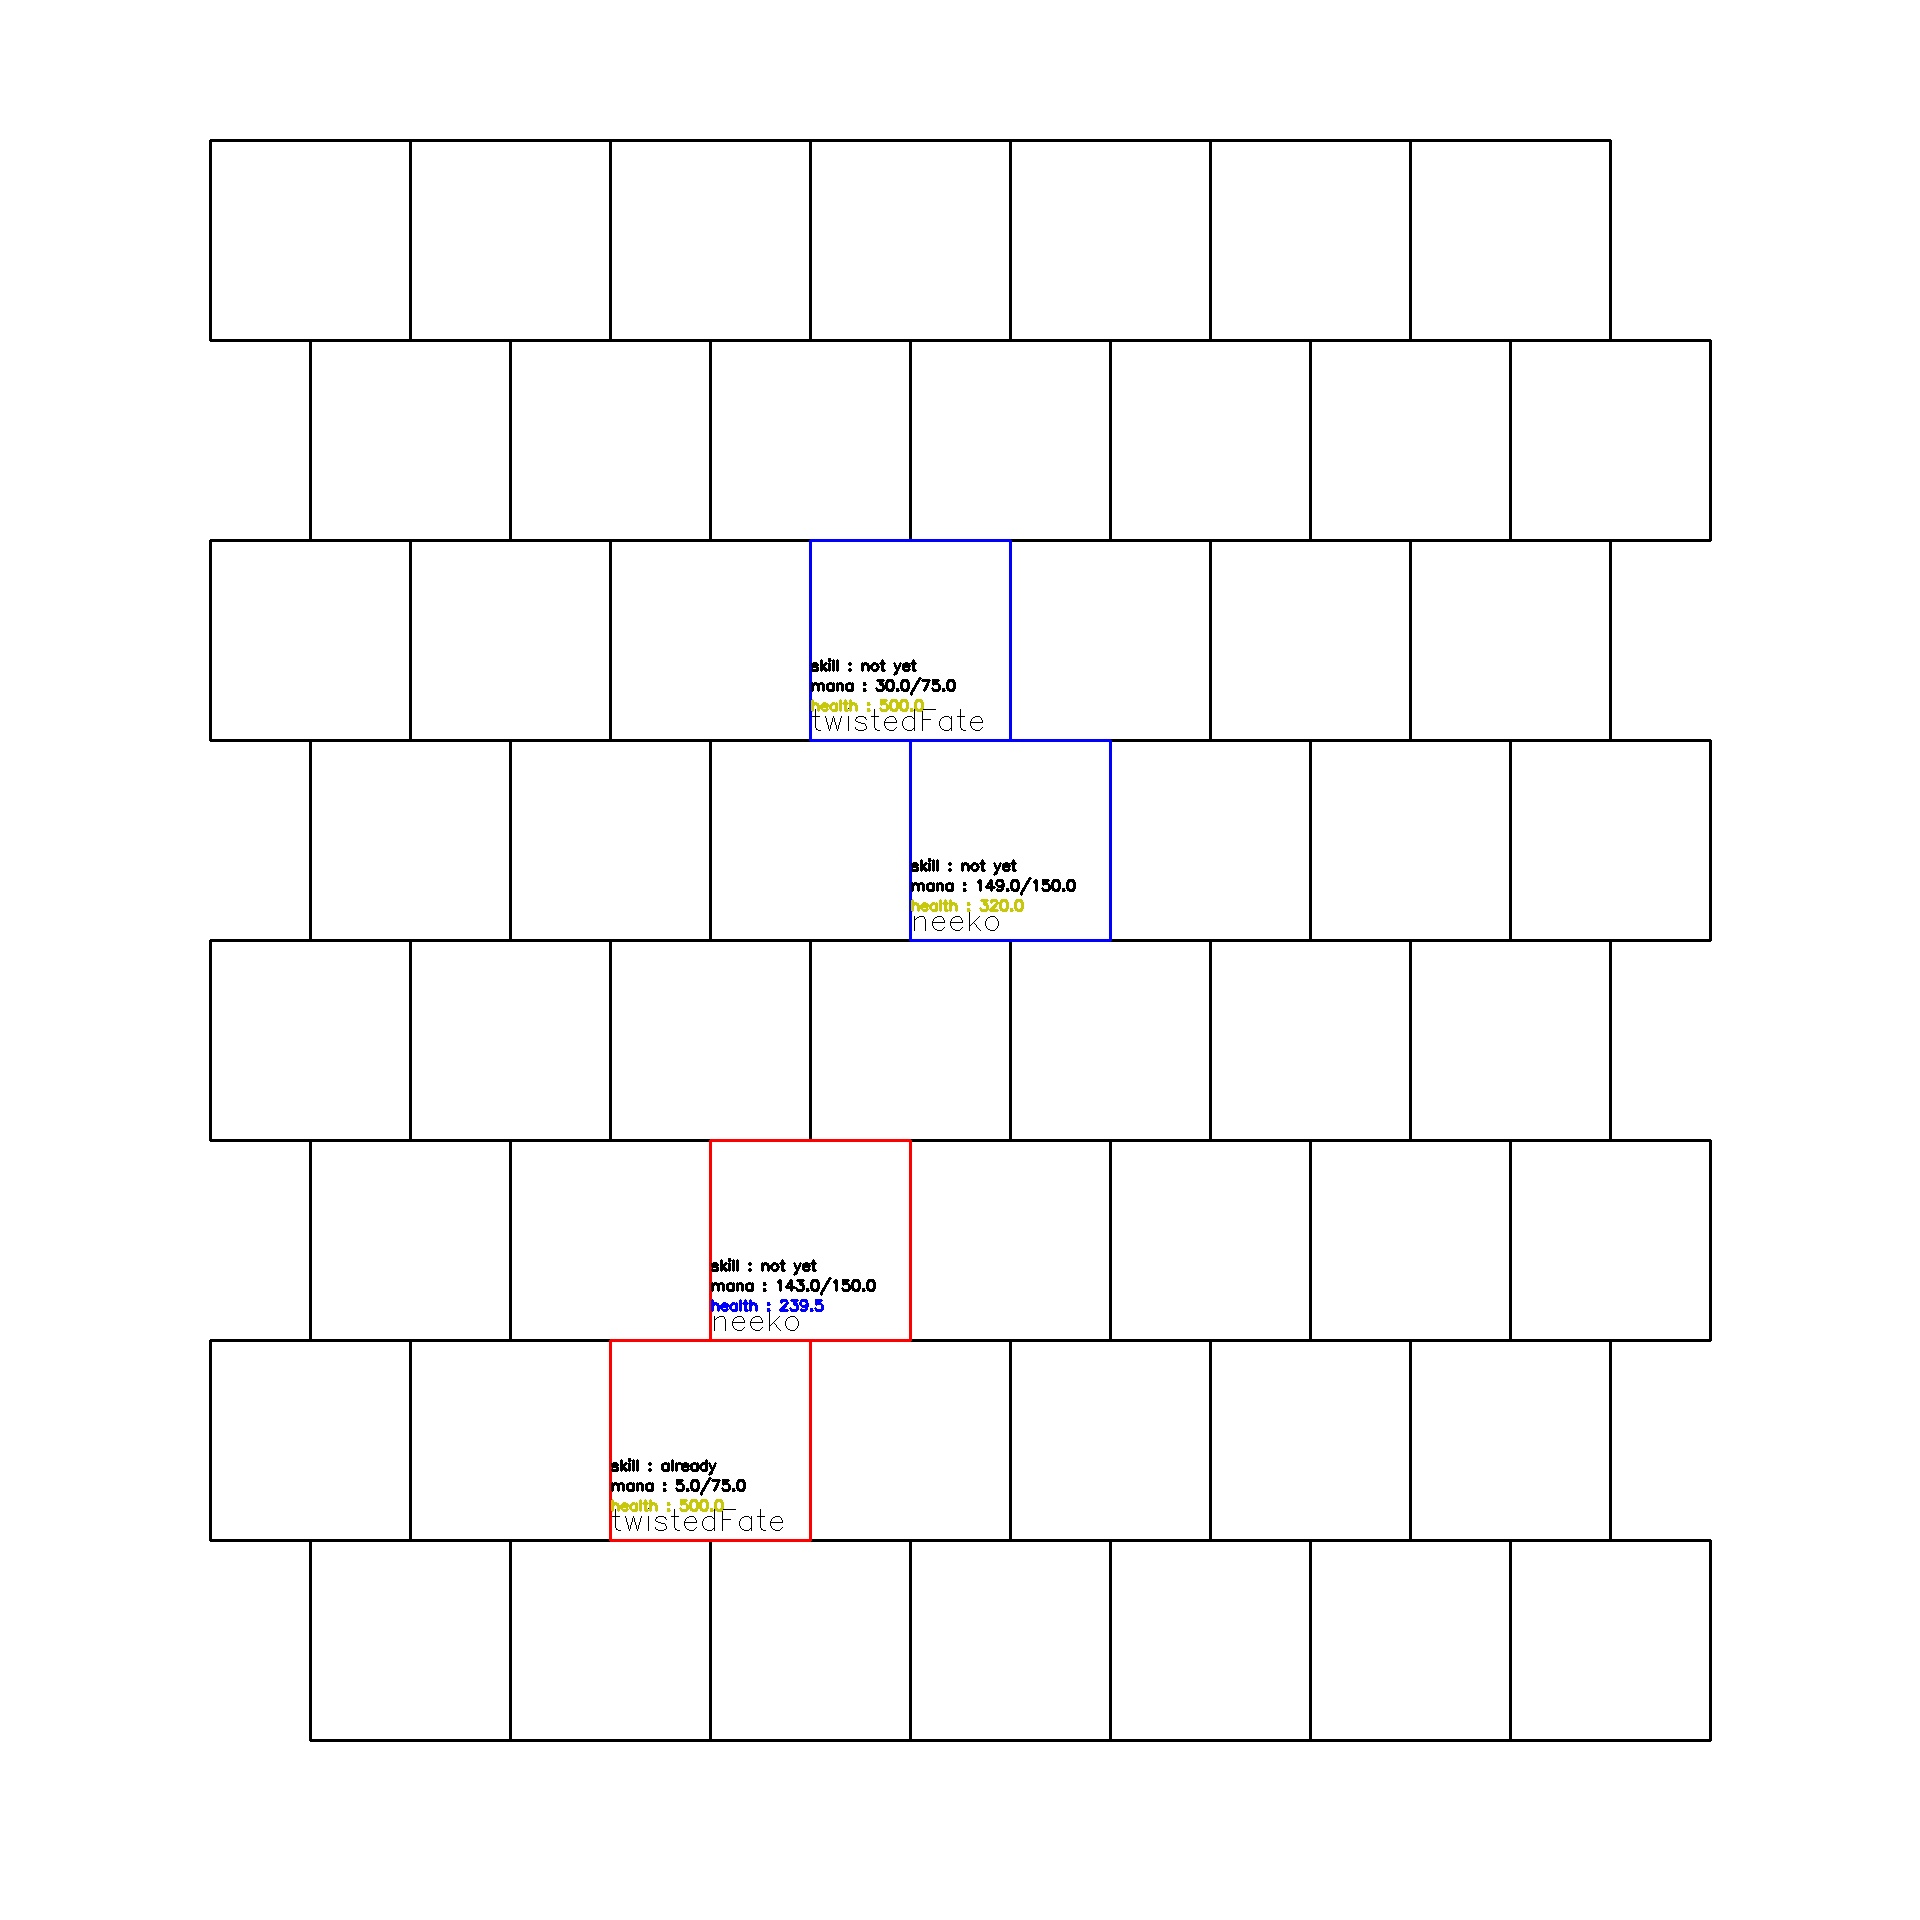 skill : not yet
mana : 30.0/75.0
health : 500.0
twistedFate
skill : not yet
mana : 149.0/150.0
health : 320.0
neeko
skill : not yet
mana : 143.0/150.0
health : 239.5
neeko
skill : already
mana : 5.0/75.0
health : 500.0
twistedFate